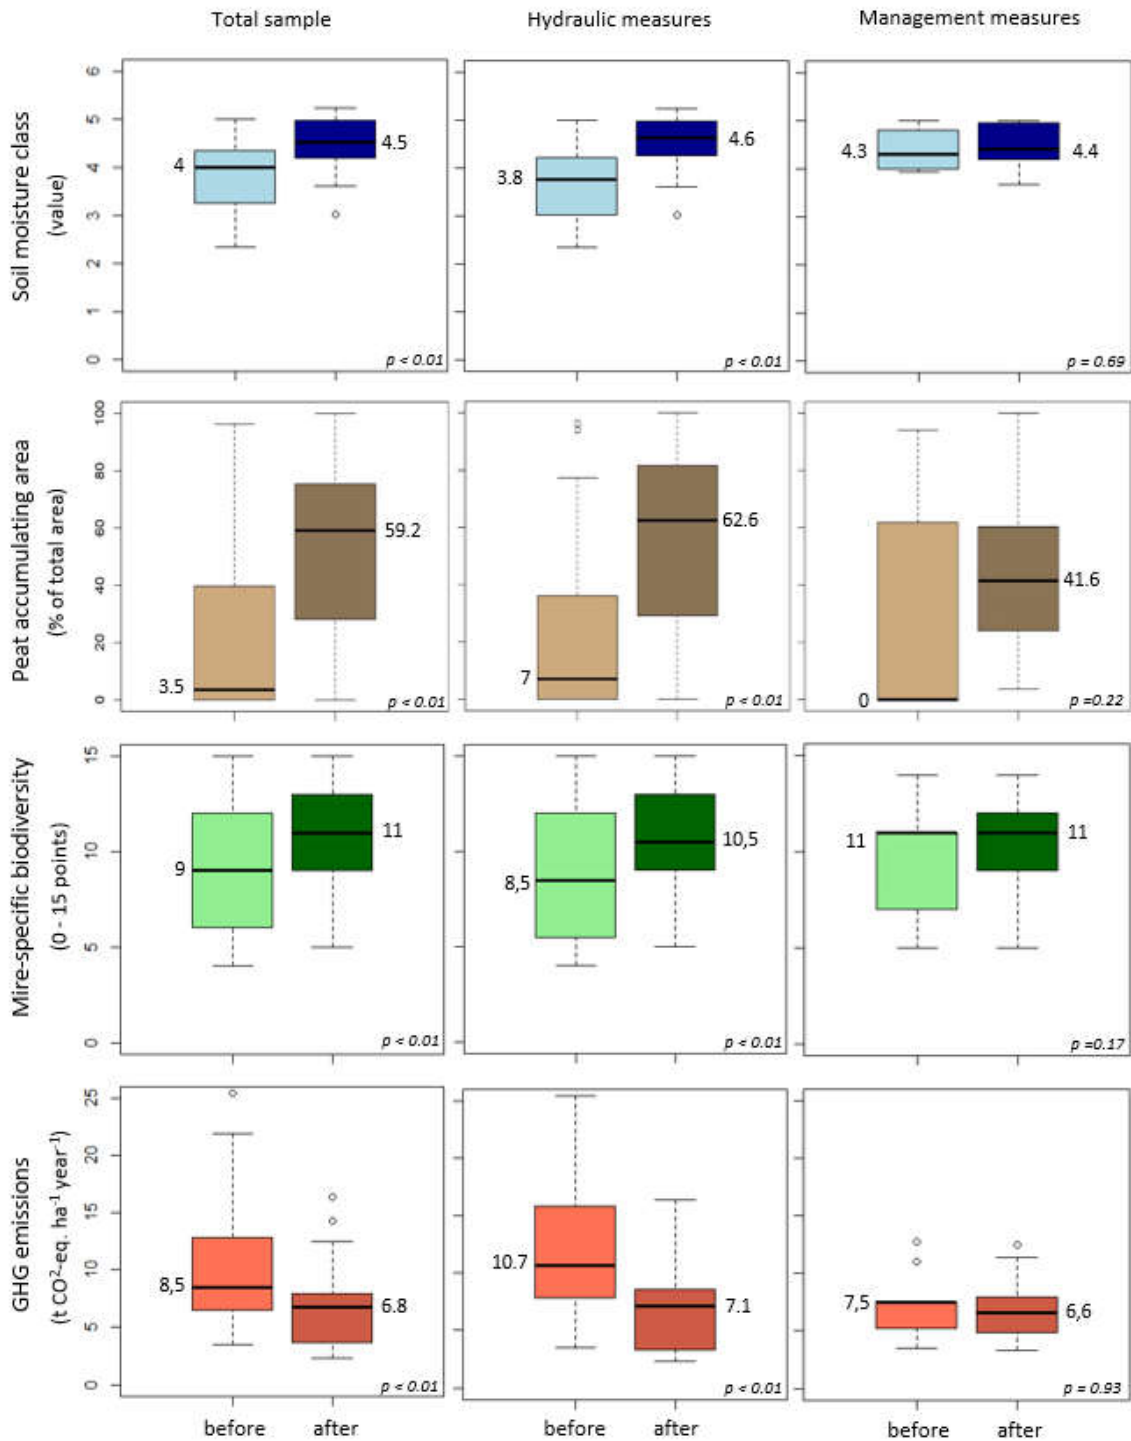 Total sample
Hydraulic measures
Management measures
Soil moisture class
(value)
6
5
4
3
2
1
0
4
4.5
p < 0.01
3.8
4.6
p < 0.01
4.3
4.4
p = 0.69
Peat accumulating area
(% of total area)
100
80
60
40
20
0
3.5
59.2
p < 0.01
7
62.6
p < 0.01
0
41.6
p =0.22
Mire-specific biodiversity
(0 - 15 points)
15
10
5
0
9
11
p < 0.01
8,5
10,5
p < 0.01
11
11
p =0.17
GHG emissions
(t CO²-eq. ha⁻¹ year⁻¹)
25
20
15
10
5
0
8,5
6.8
p < 0.01
10.7
7.1
p < 0.01
7,5
6,6
p = 0.93
before after
before after
before after